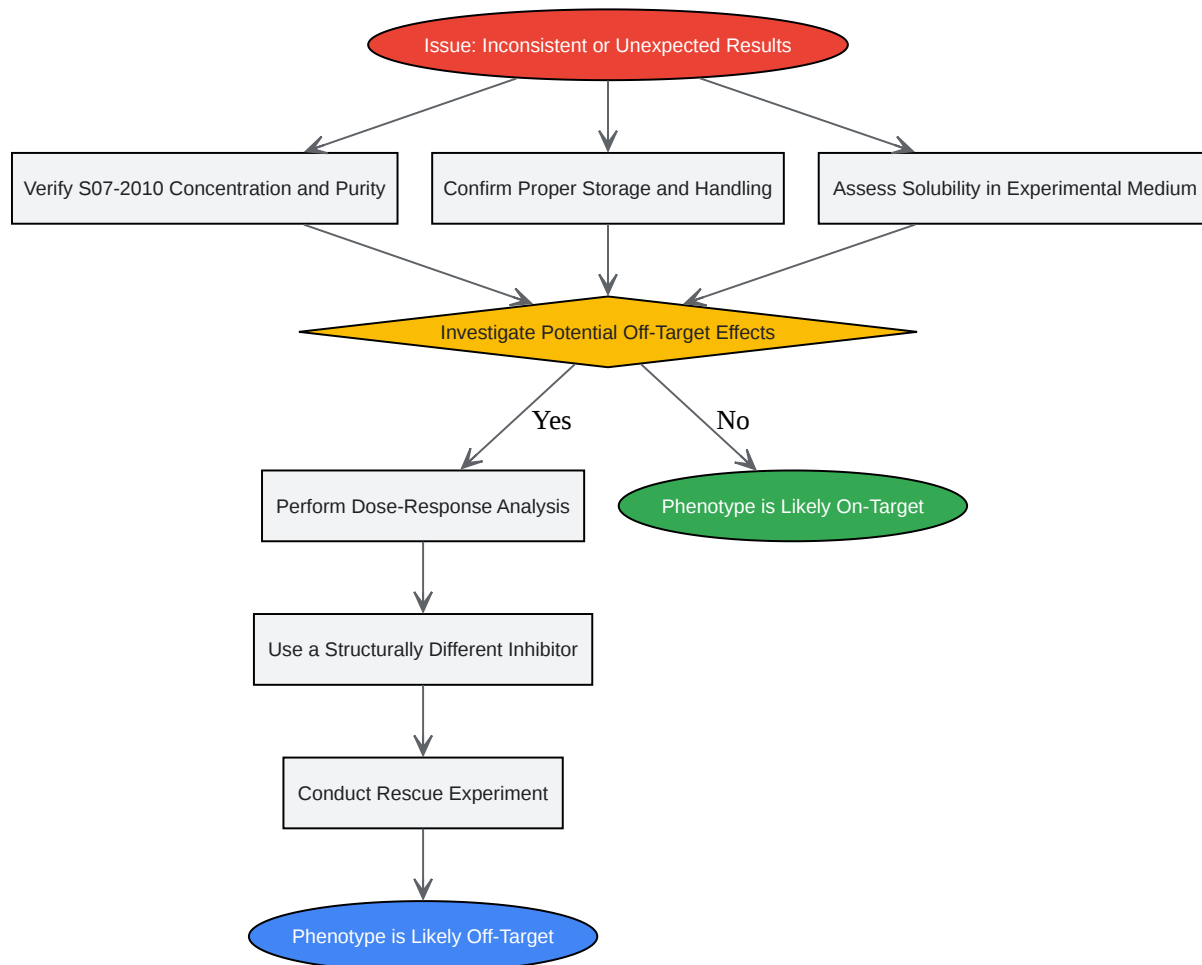 Issue: Inconsistent or Unexpected Results
Verify S07-2010 Concentration and Purity
Confirm Proper Storage and Handling
Assess Solubility in Experimental Medium
Investigate Potential Off-Target Effects
Yes
No
Perform Dose-Response Analysis
Phenotype is Likely On-Target
Use a Structurally Different Inhibitor
Conduct Rescue Experiment
Phenotype is Likely Off-Target